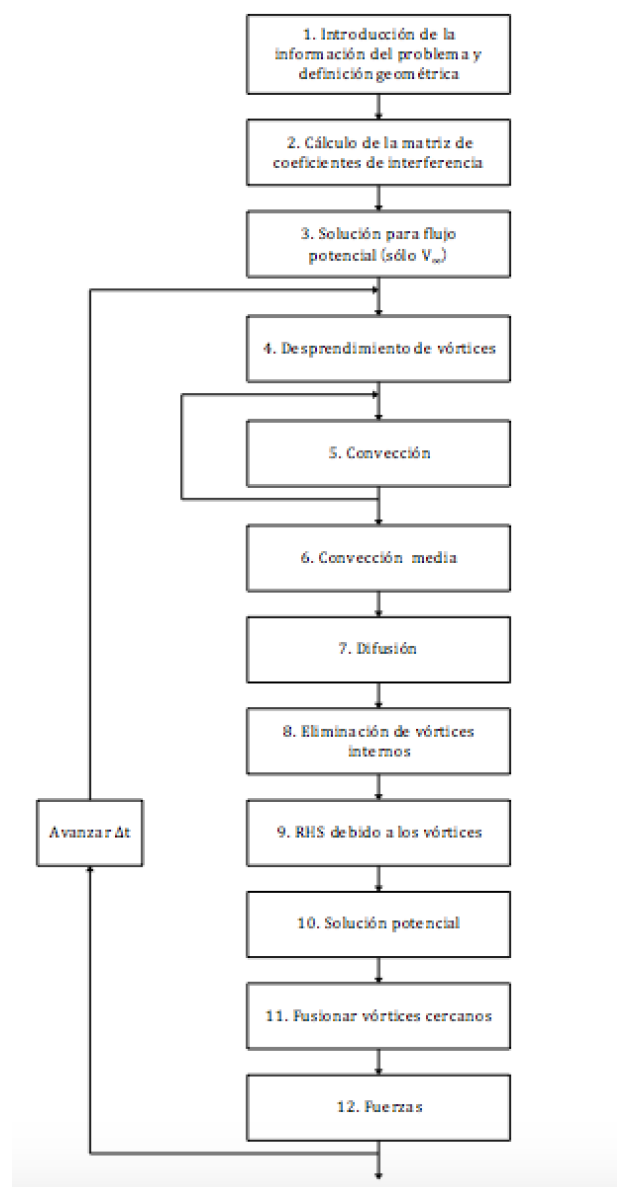 1. Introducción de la
información del problema y
definición geométrica
2. Cálculo de la matriz de
coeficientes de interferencia
3. Solución para flujo
potencial (sólo V∞)
4. Desprendimiento de vórtices
5. Convección
6. Convección media
7. Difusión
8. Eliminación de vórtices
internos
Avanzar Δt
9. RHS debido a los vórtices
10. Solución potencial
11. Fusionar vórtices cercanos
12. Fuerzas